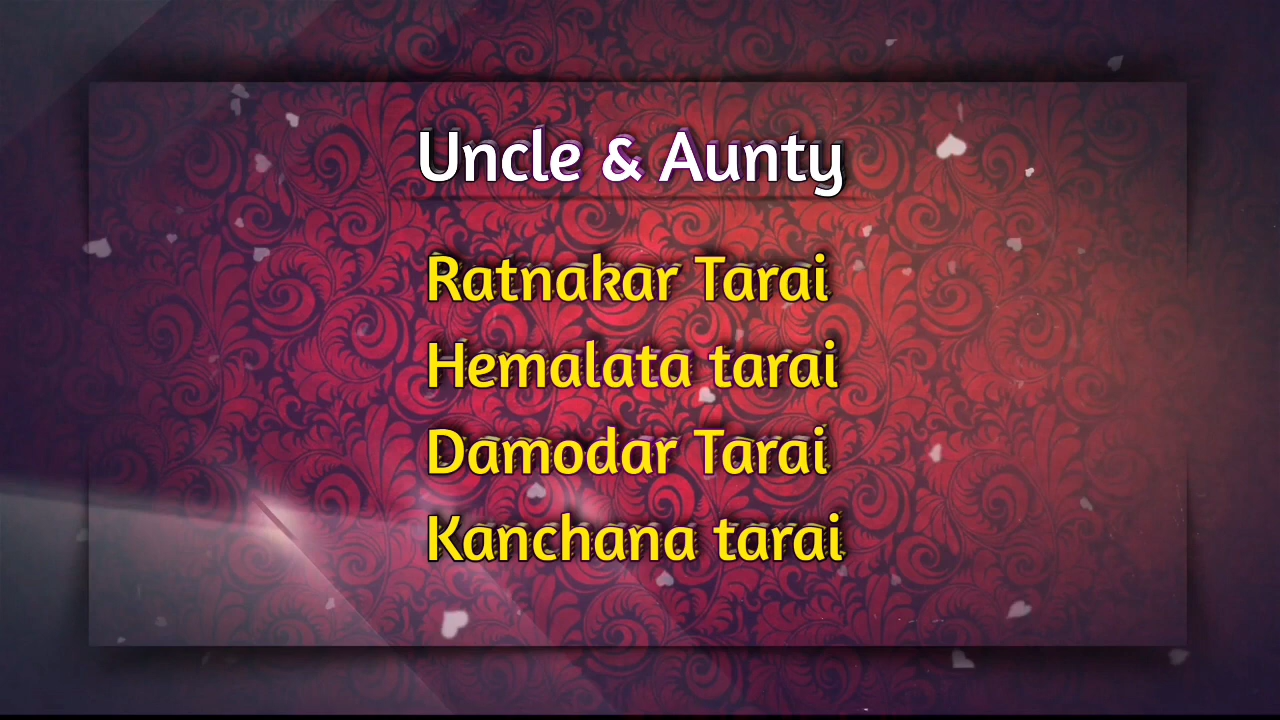 Uncle & Aunty
Ratnakar Tarai
Hemalata tarai
Damodar Tarai
Kanchana tarai